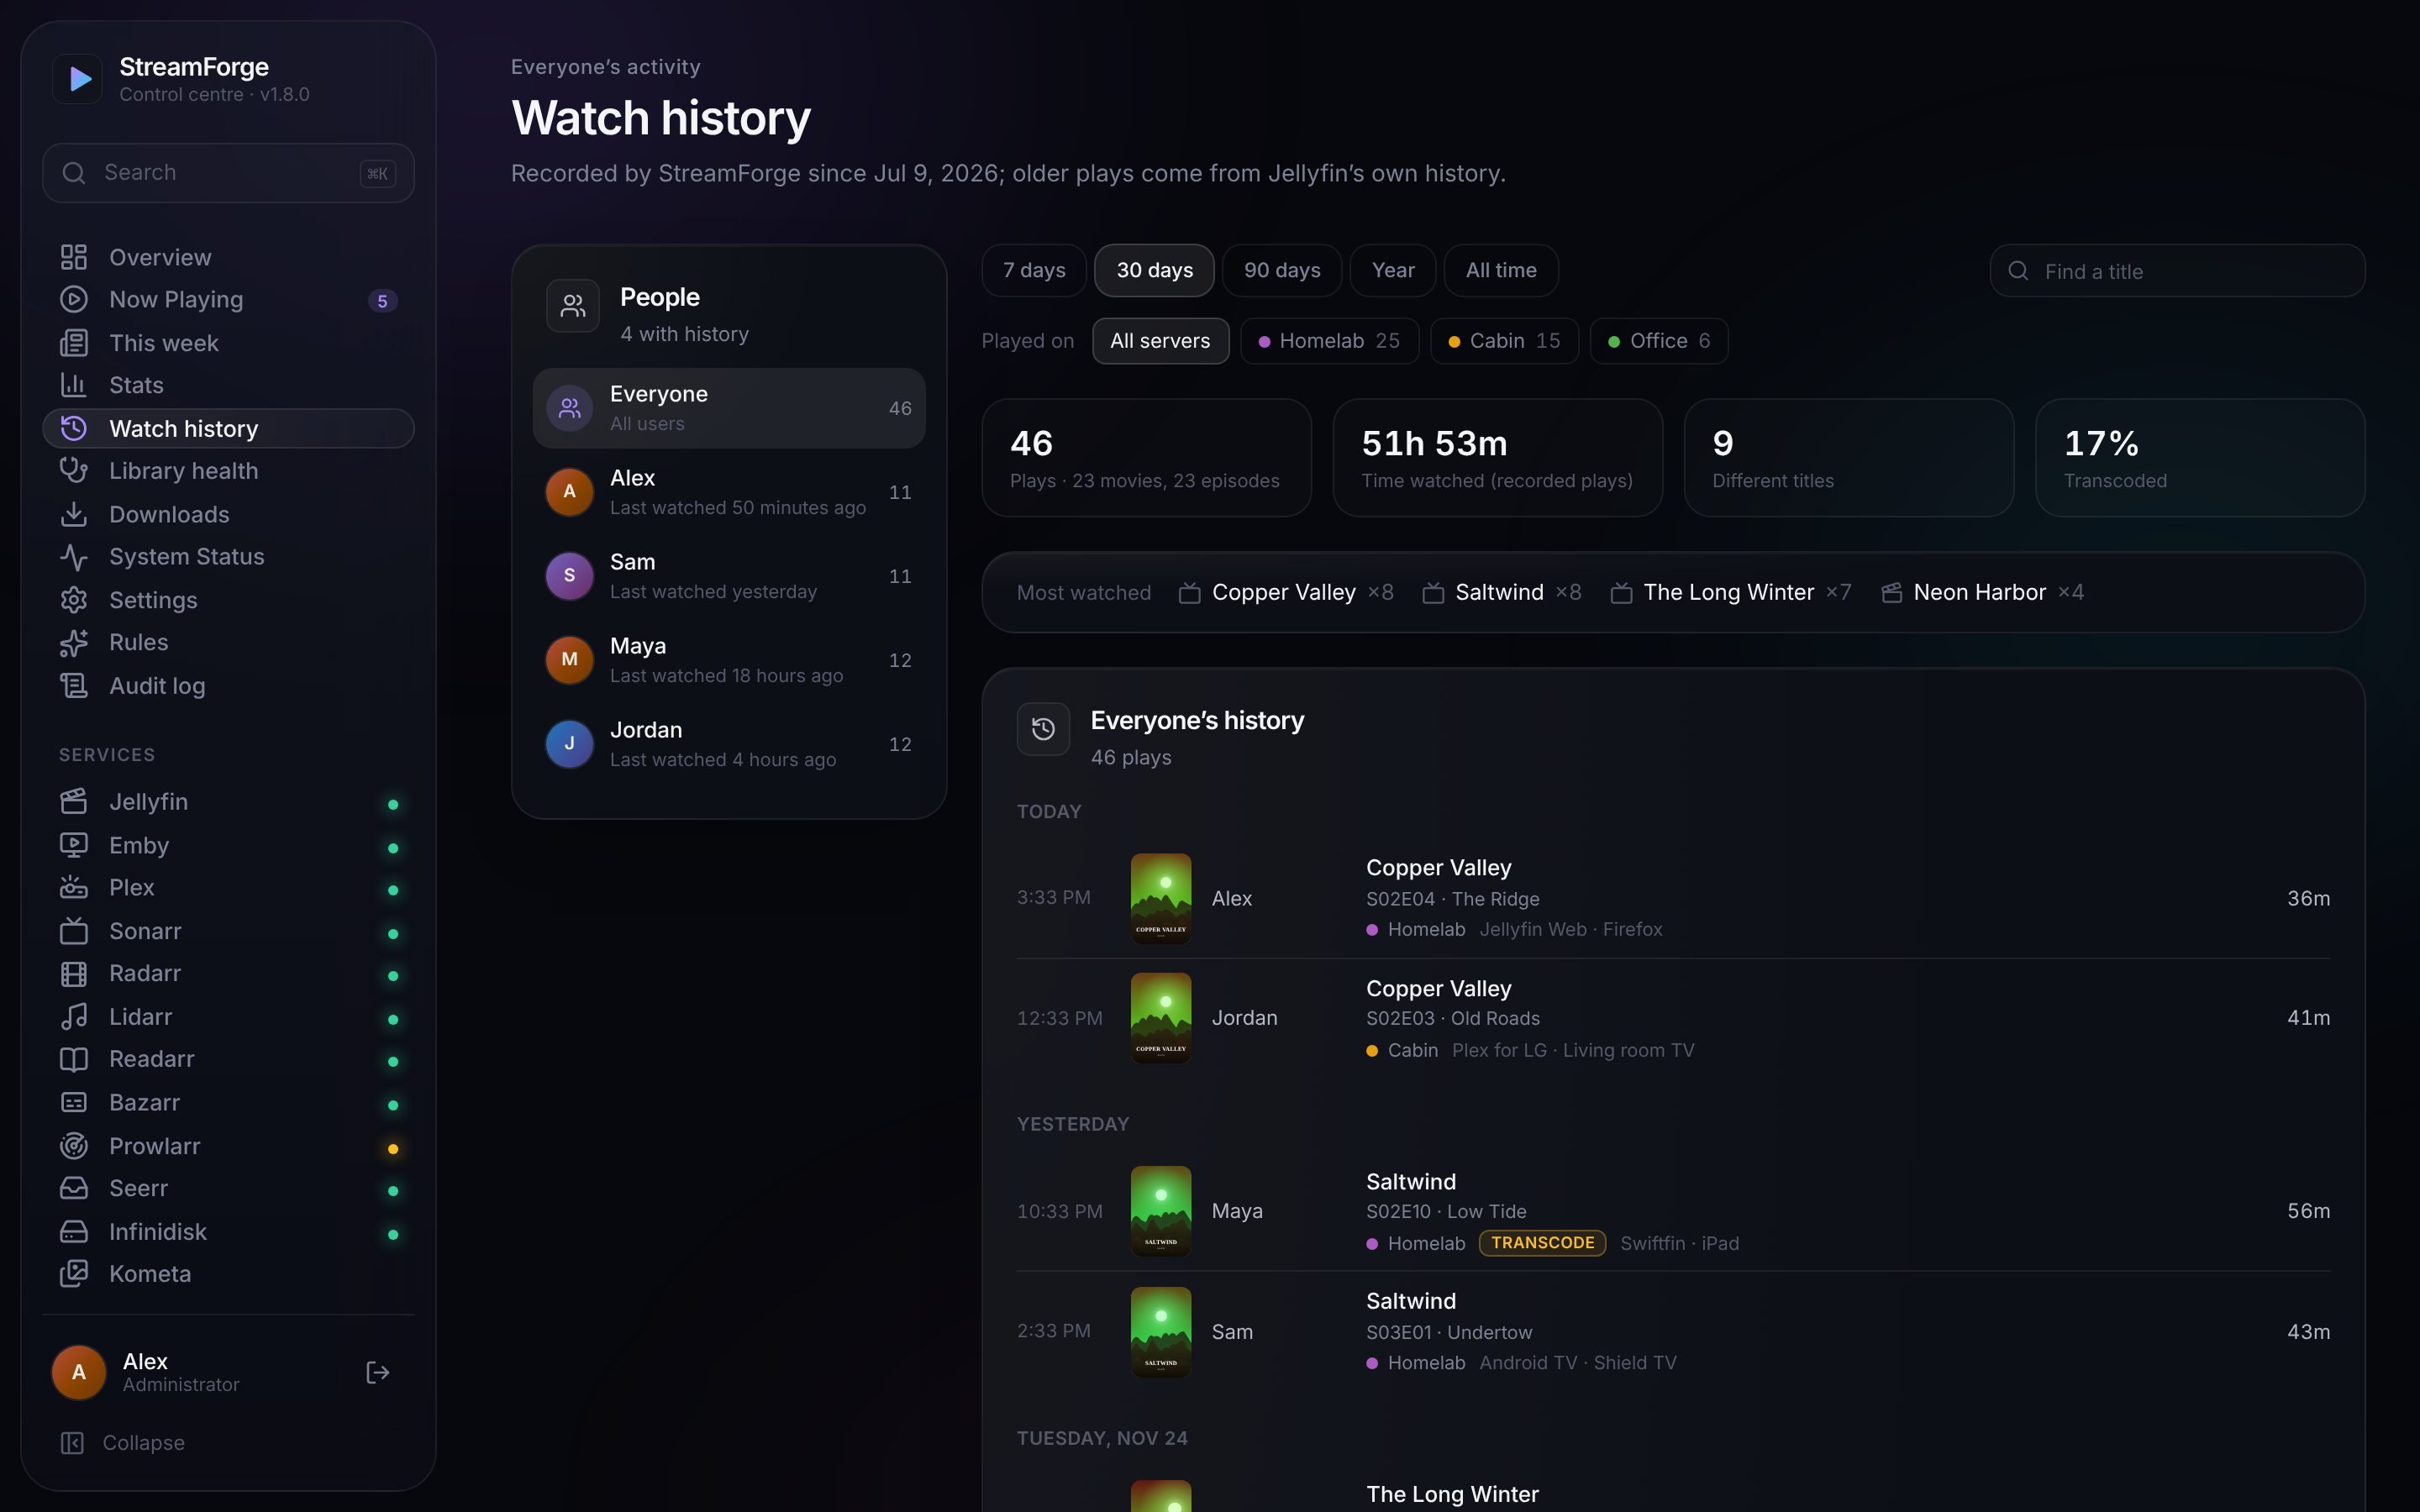 StreamForge
Control centre · v1.8.0
Search ⌘K
Overview
Now Playing 5
This week
Stats
Watch history
Library health
Downloads
System Status
Settings
Rules
Audit log
SERVICES
Jellyfin
Emby
Plex
Sonarr
Radarr
Lidarr
Readarr
Bazarr
Prowlarr
Seerr
Infinidisk
Kometa
A
Alex
Administrator
Collapse
Everyone’s activity
Watch history
Recorded by StreamForge since Jul 9, 2026; older plays come from Jellyfin’s own history.
People
4 with history
Everyone
All users
46
A
Alex
Last watched 50 minutes ago
11
S
Sam
Last watched yesterday
11
M
Maya
Last watched 18 hours ago
12
J
Jordan
Last watched 4 hours ago
12
7 days 30 days 90 days Year All time
Find a title
Played on All servers Homelab 25 Cabin 15 Office 6
46
Plays · 23 movies, 23 episodes
51h 53m
Time watched (recorded plays)
9
Different titles
17%
Transcoded
Most watched Copper Valley ×8 Saltwind ×8 The Long Winter ×7 Neon Harbor ×4
Everyone’s history
46 plays
TODAY
3:33 PM
COPPER VALLEY
Alex
Copper Valley
S02E04 · The Ridge
Homelab Jellyfin Web · Firefox
36m
12:33 PM
COPPER VALLEY
Jordan
Copper Valley
S02E03 · Old Roads
Cabin Plex for LG · Living room TV
41m
YESTERDAY
10:33 PM
SALTWIND
Maya
Saltwind
S02E10 · Low Tide
Homelab TRANSCODE Swiftfin · iPad
56m
2:33 PM
SALTWIND
Sam
Saltwind
S03E01 · Undertow
Homelab Android TV · Shield TV
43m
TUESDAY, NOV 24
The Long Winter